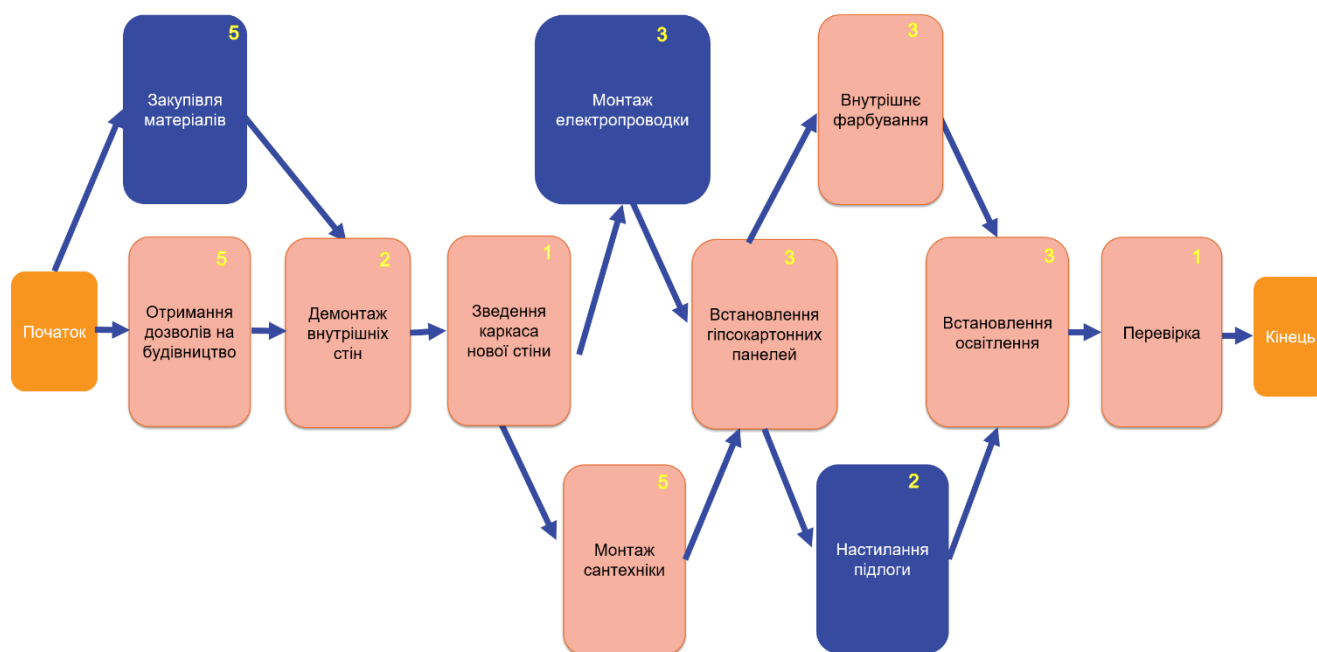 5
Закупівля
матеріалів
3
Монтаж
електропроводки
3
Внутрішнє
фарбування
Початок
5
Отримання
дозволів на
будівництво
2
Демонтаж
внутрішніх
стін
1
Зведення
каркаса
нової стіни
3
Встановлення
гіпсокартонних
панелей
3
Встановлення
освітлення
1
Перевірка
Кінець
5
Монтаж
сантехніки
2
Настилання
підлоги